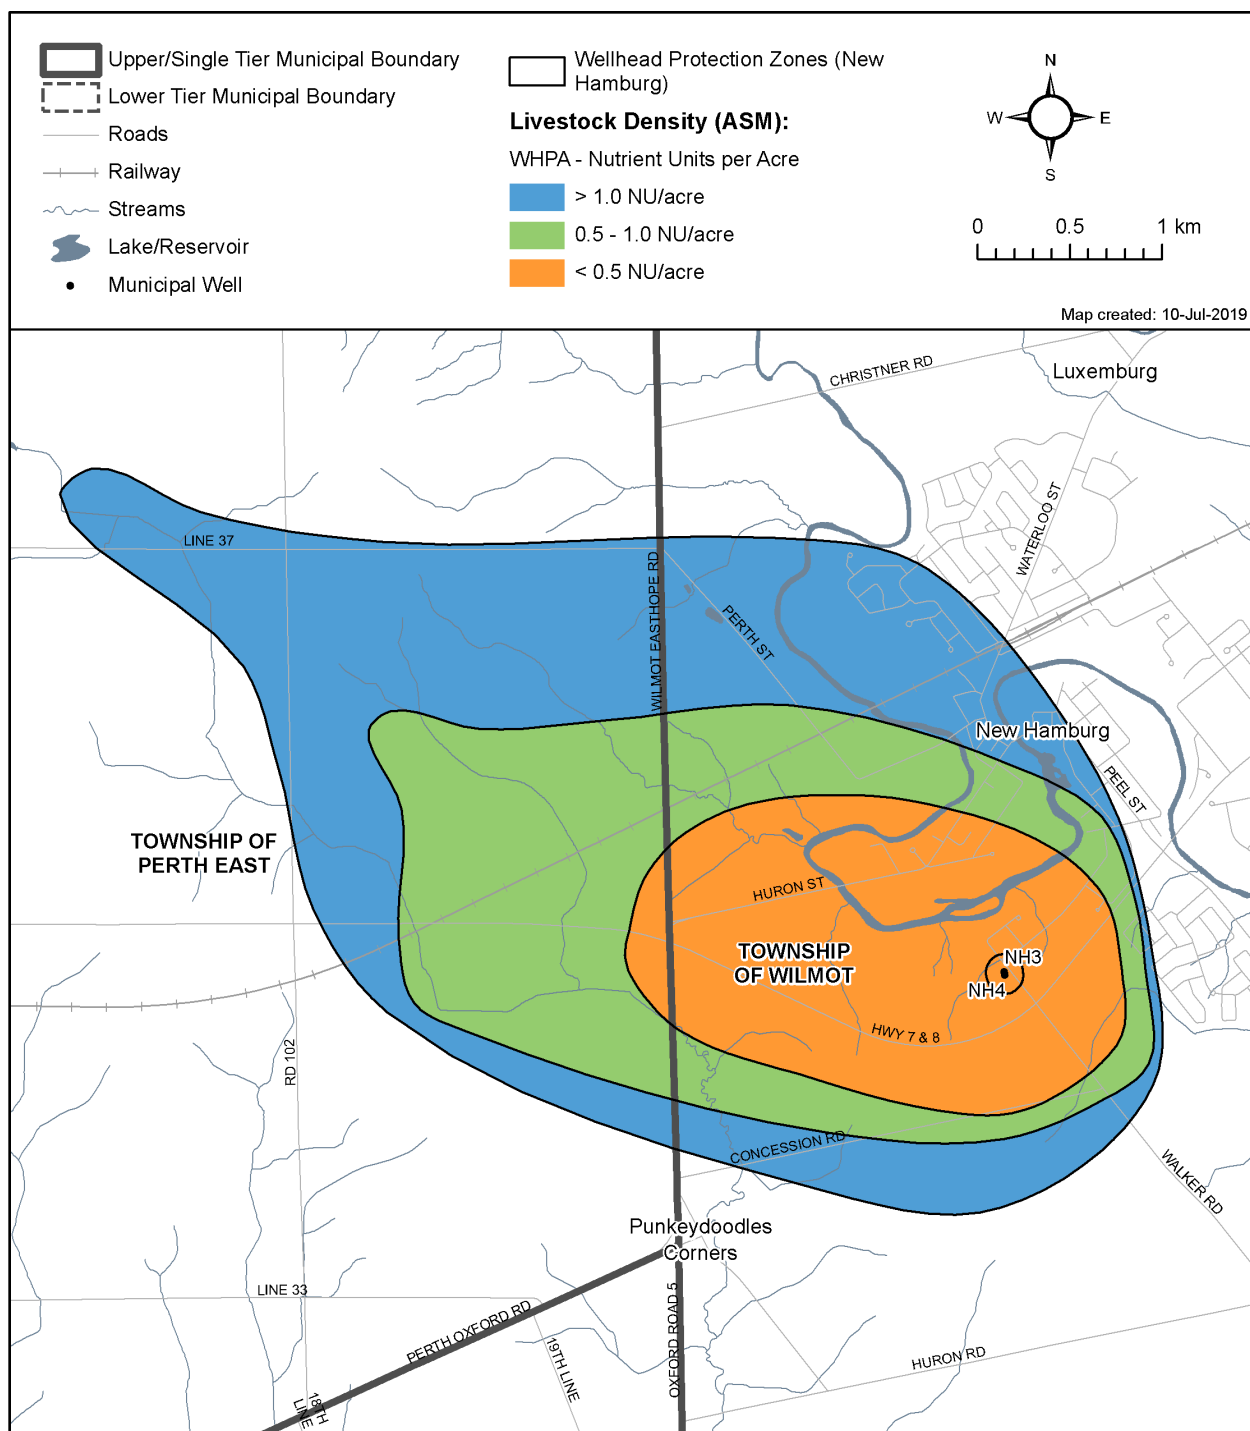 Upper/Single Tier Municipal Boundary
Lower Tier Municipal Boundary
Roads
Railway
Streams
Lake/Reservoir
Municipal Well
Wellhead Protection Zones (New
Hamburg)
Livestock Density (ASM):
WHPA - Nutrient Units per Acre
> 1.0 NU/acre
0.5 - 1.0 NU/acre
< 0.5 NU/acre
N
W
E
S
0 0.5 1 km
Map created: 10-Jul-2019
CHRISTNER RD
Luxemburg
WATERLOO ST
LINE 37
WILMOT EASTHOPE RD
PERTH ST
New Hamburg
PEEL ST
TOWNSHIP OF
PERTH EAST
HURON ST
TOWNSHIP
OF WILMOT
NH3
NH4
HWY 7 & 8
RD 102
CONCESSION RD
WALKER RD
Punkeydoodles
Corners
LINE 33
PERTH OXFORD RD
OXFORD ROAD 5
19TH LINE
HURON RD
18TH
LINE